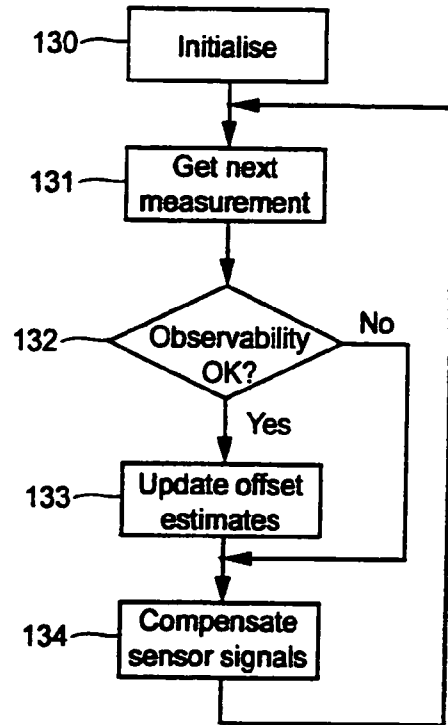 130
Initialise
131
Get next
measurement
132
Observability
OK?
No
Yes
133
Update offset
estimates
134
Compensate
sensor signals